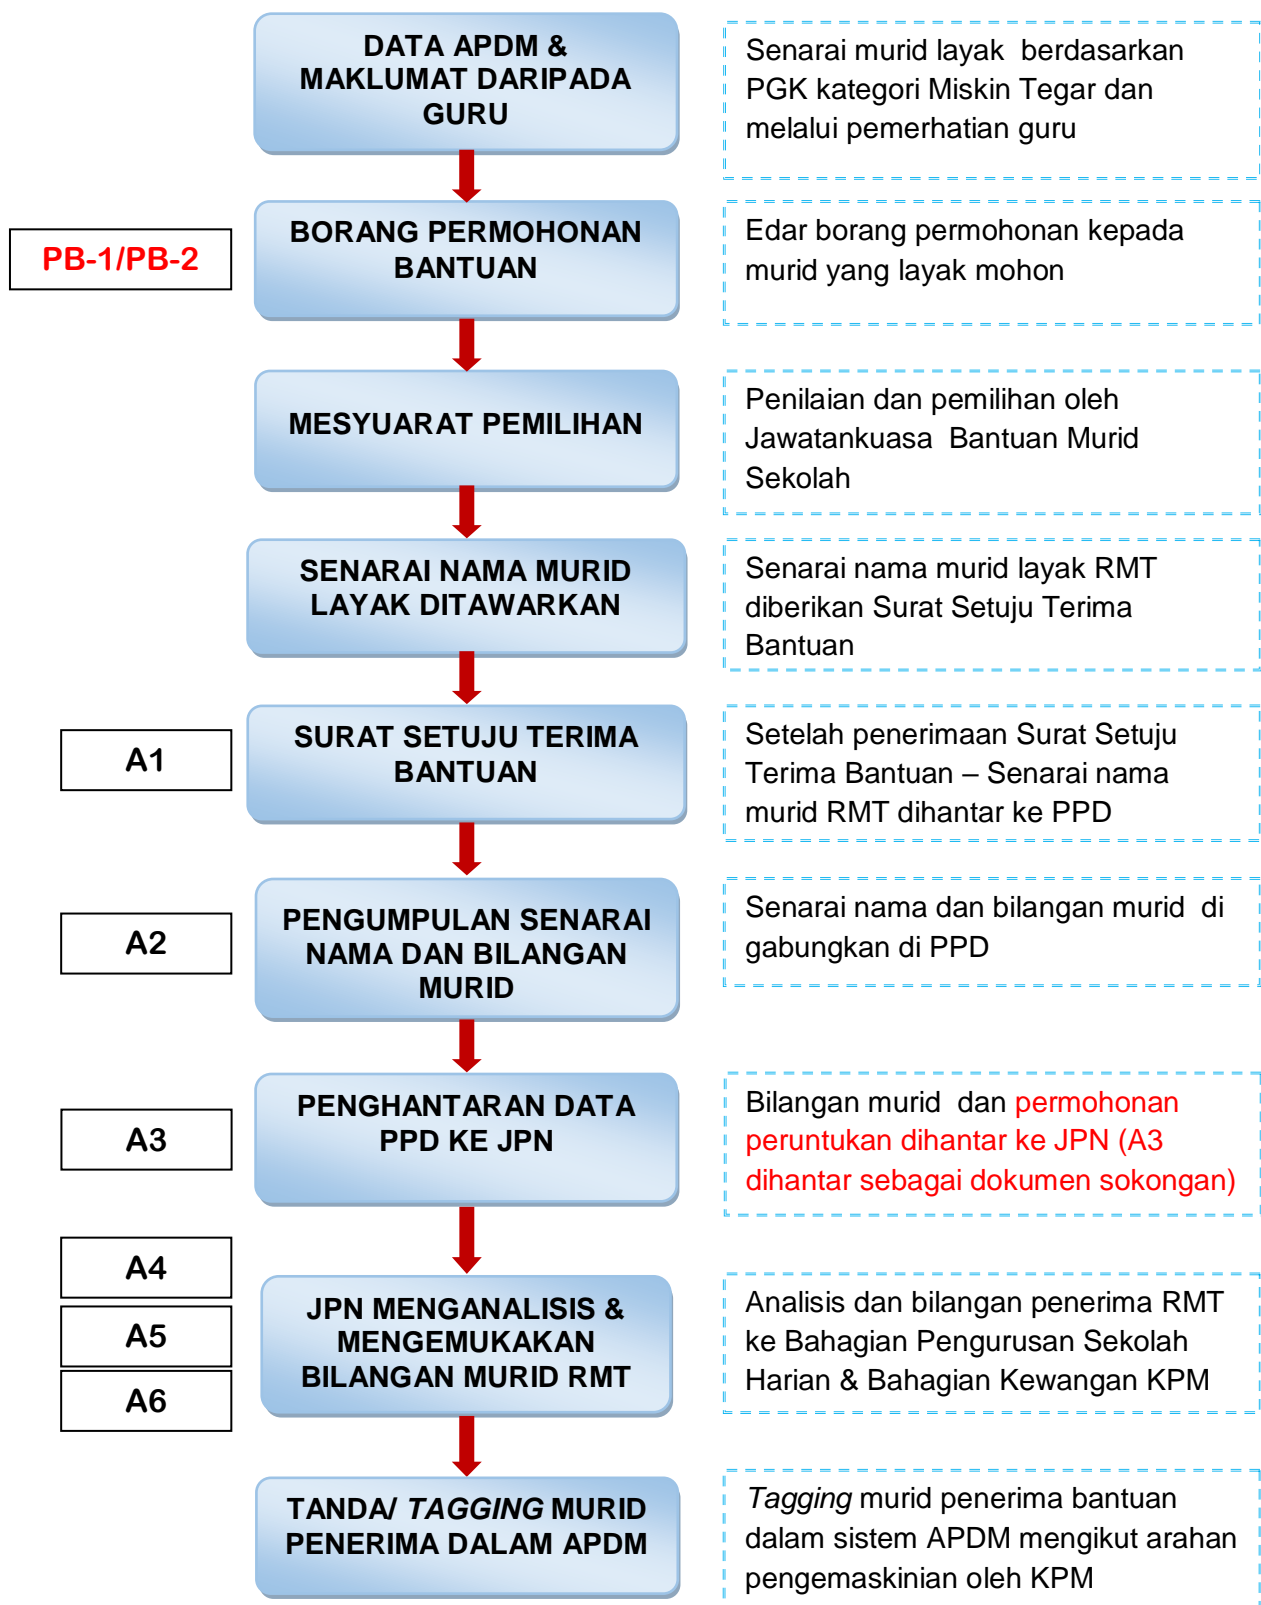 DATA APDM &
MAKLUMAT DARIPADA
GURU
Senarai murid layak berdasarkan
PGK kategori Miskin Tegar dan
melalui pemerhatian guru
PB-1/PB-2
BORANG PERMOHONAN
BANTUAN
Edar borang permohonan kepada
murid yang layak mohon
MESYUARAT PEMILIHAN
Penilaian dan pemilihan oleh
Jawatankuasa Bantuan Murid
Sekolah
SENARAI NAMA MURID
LAYAK DITAWARKAN
Senarai nama murid layak RMT
diberikan Surat Setuju Terima
Bantuan
A1
SURAT SETUJU TERIMA
BANTUAN
Setelah penerimaan Surat Setuju
Terima Bantuan – Senarai nama
murid RMT dihantar ke PPD
A2
PENGUMPULAN SENARAI
NAMA DAN BILANGAN
MURID
Senarai nama dan bilangan murid di
gabungkan di PPD
A3
PENGHANTARAN DATA
PPD KE JPN
Bilangan murid dan permohonan
peruntukan dihantar ke JPN (A3
dihantar sebagai dokumen sokongan)
A4
A5
A6
JPN MENGANALISIS &
MENGEMUKAKAN
BILANGAN MURID RMT
Analisis dan bilangan penerima RMT
ke Bahagian Pengurusan Sekolah
Harian & Bahagian Kewangan KPM
TANDA/ TAGGING MURID
PENERIMA DALAM APDM
Tagging murid penerima bantuan
dalam sistem APDM mengikut arahan
pengemaskinian oleh KPM